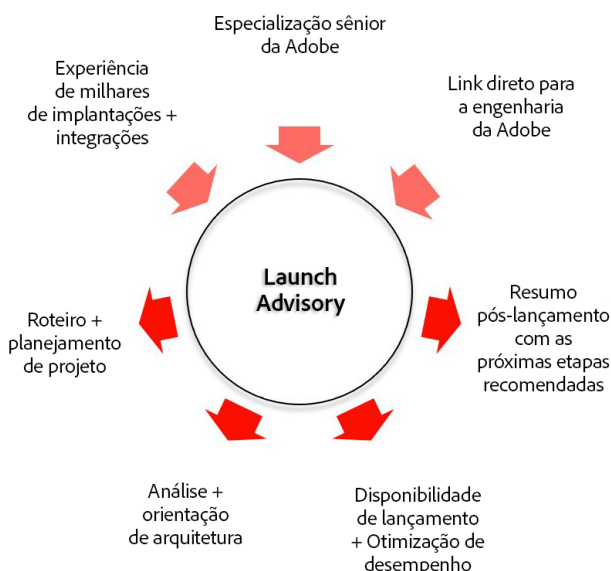 Especialização sênior
da Adobe
Experiência
de milhares
de implantações +
integrações
Link direto para
a engenharia
da Adobe
Launch
Advisory
Roteiro +
planejamento
de projeto
Resumo
pós-lançamento
com as
próximas etapas
recomendadas
Análise +
orientação
de arquitetura
Disponibilidade
de lançamento
+ Otimização de
desempenho